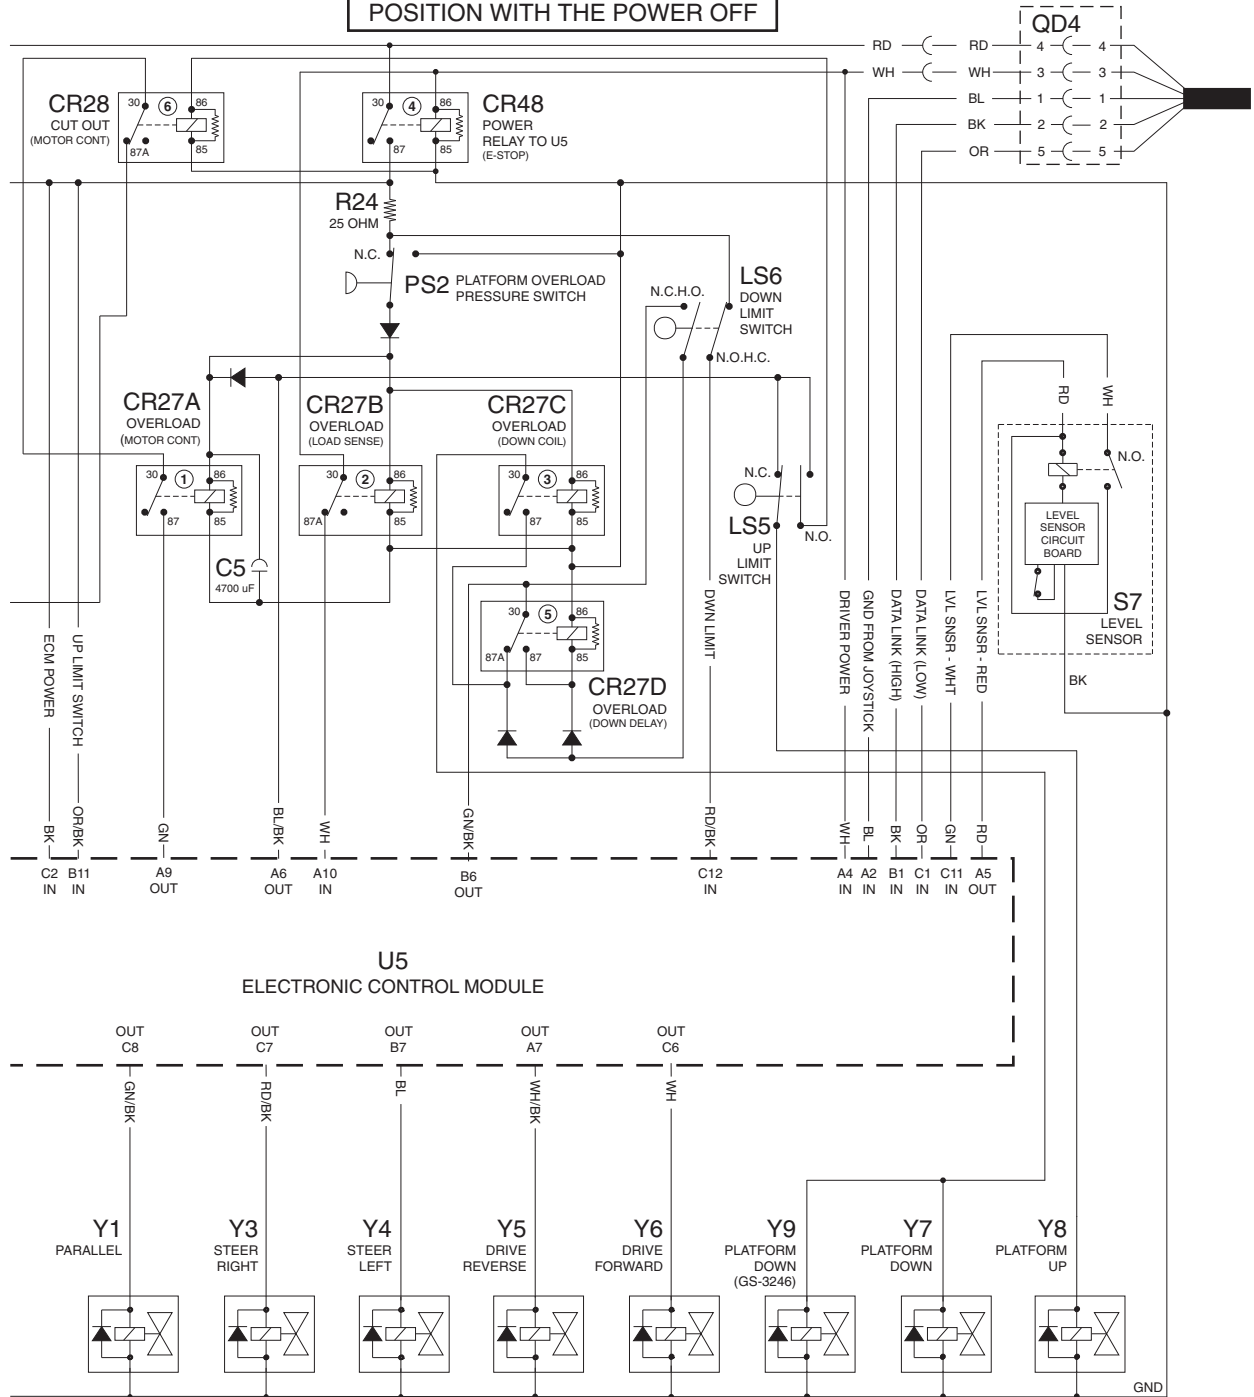 POSITION WITH THE POWER OFF
QD4
RD
RD
4
4
WH
WH
3
3
BL
1
1
BK
2
2
OR
5
5
CR28
CUT OUT
(MOTOR CONT)
30
6
86
87A
85
30
4
86
87
85
CR48
POWER
RELAY TO U5
(E-STOP)
R24
25 OHM
N.C.
PS2
PLATFORM OVERLOAD
PRESSURE SWITCH
N.C.H.O.
LS6
DOWN
LIMIT
SWITCH
N.O.H.C.
CR27A
OVERLOAD
(MOTOR CONT)
30
1
86
87
85
CR27B
OVERLOAD
(LOAD SENSE)
30
2
86
87A
85
CR27C
OVERLOAD
(DOWN COIL)
30
3
86
87
85
C5
4700 uF
30
5
86
87A
87
85
CR27D
OVERLOAD
(DOWN DELAY)
N.C.
LS5
N.O.
UP
LIMIT
SWITCH
RD
WH
N.O.
LEVEL
SENSOR
CIRCUIT
BOARD
S7
LEVEL
SENSOR
BK
ECM POWER
UP LIMIT SWITCH
DWN LIMIT
DRIVER POWER
GND FROM JOYSTICK
DATA LINK (HIGH)
DATA LINK (LOW)
LVL SNSR - WHT
LVL SNSR - RED
BK
OR/BK
GN
BL/BK
WH
GN/BK
RD/BK
WH
BL
BK
OR
GN
RD
C2
IN
B11
IN
A9
OUT
A6
OUT
A10
IN
B6
OUT
C12
IN
A4
IN
A2
IN
B1
IN
C1
IN
C11
IN
A5
OUT
U5
ELECTRONIC CONTROL MODULE
OUT
C8
OUT
C7
OUT
B7
OUT
A7
OUT
C6
GN/BK
RD/BK
BL
WH/BK
WH
Y1
PARALLEL
Y3
STEER
RIGHT
Y4
STEER
LEFT
Y5
DRIVE
REVERSE
Y6
DRIVE
FORWARD
Y9
PLATFORM
DOWN
(GS-3246)
Y7
PLATFORM
DOWN
Y8
PLATFORM
UP
GND